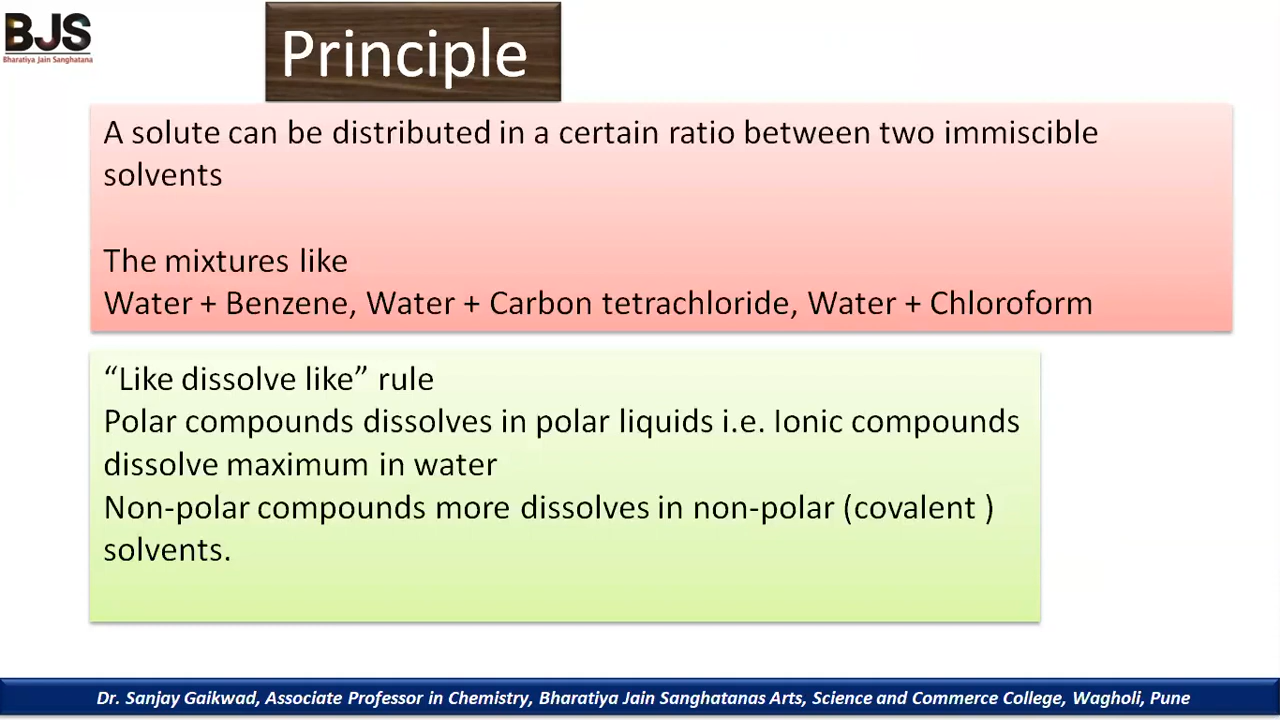 BJS
Bharatiya Jain Sanghatana
Principle
A solute can be distributed in a certain ratio between two immiscible
solvents
The mixtures like
Water + Benzene, Water + Carbon tetrachloride, Water + Chloroform
“Like dissolve like” rule
Polar compounds dissolves in polar liquids i.e. Ionic compounds
dissolve maximum in water
Non-polar compounds more dissolves in non-polar (covalent )
solvents.
Dr. Sanjay Gaikwad, Associate Professor in Chemistry, Bharatiya Jain Sanghatanas Arts, Science and Commerce College, Wagholi, Pune